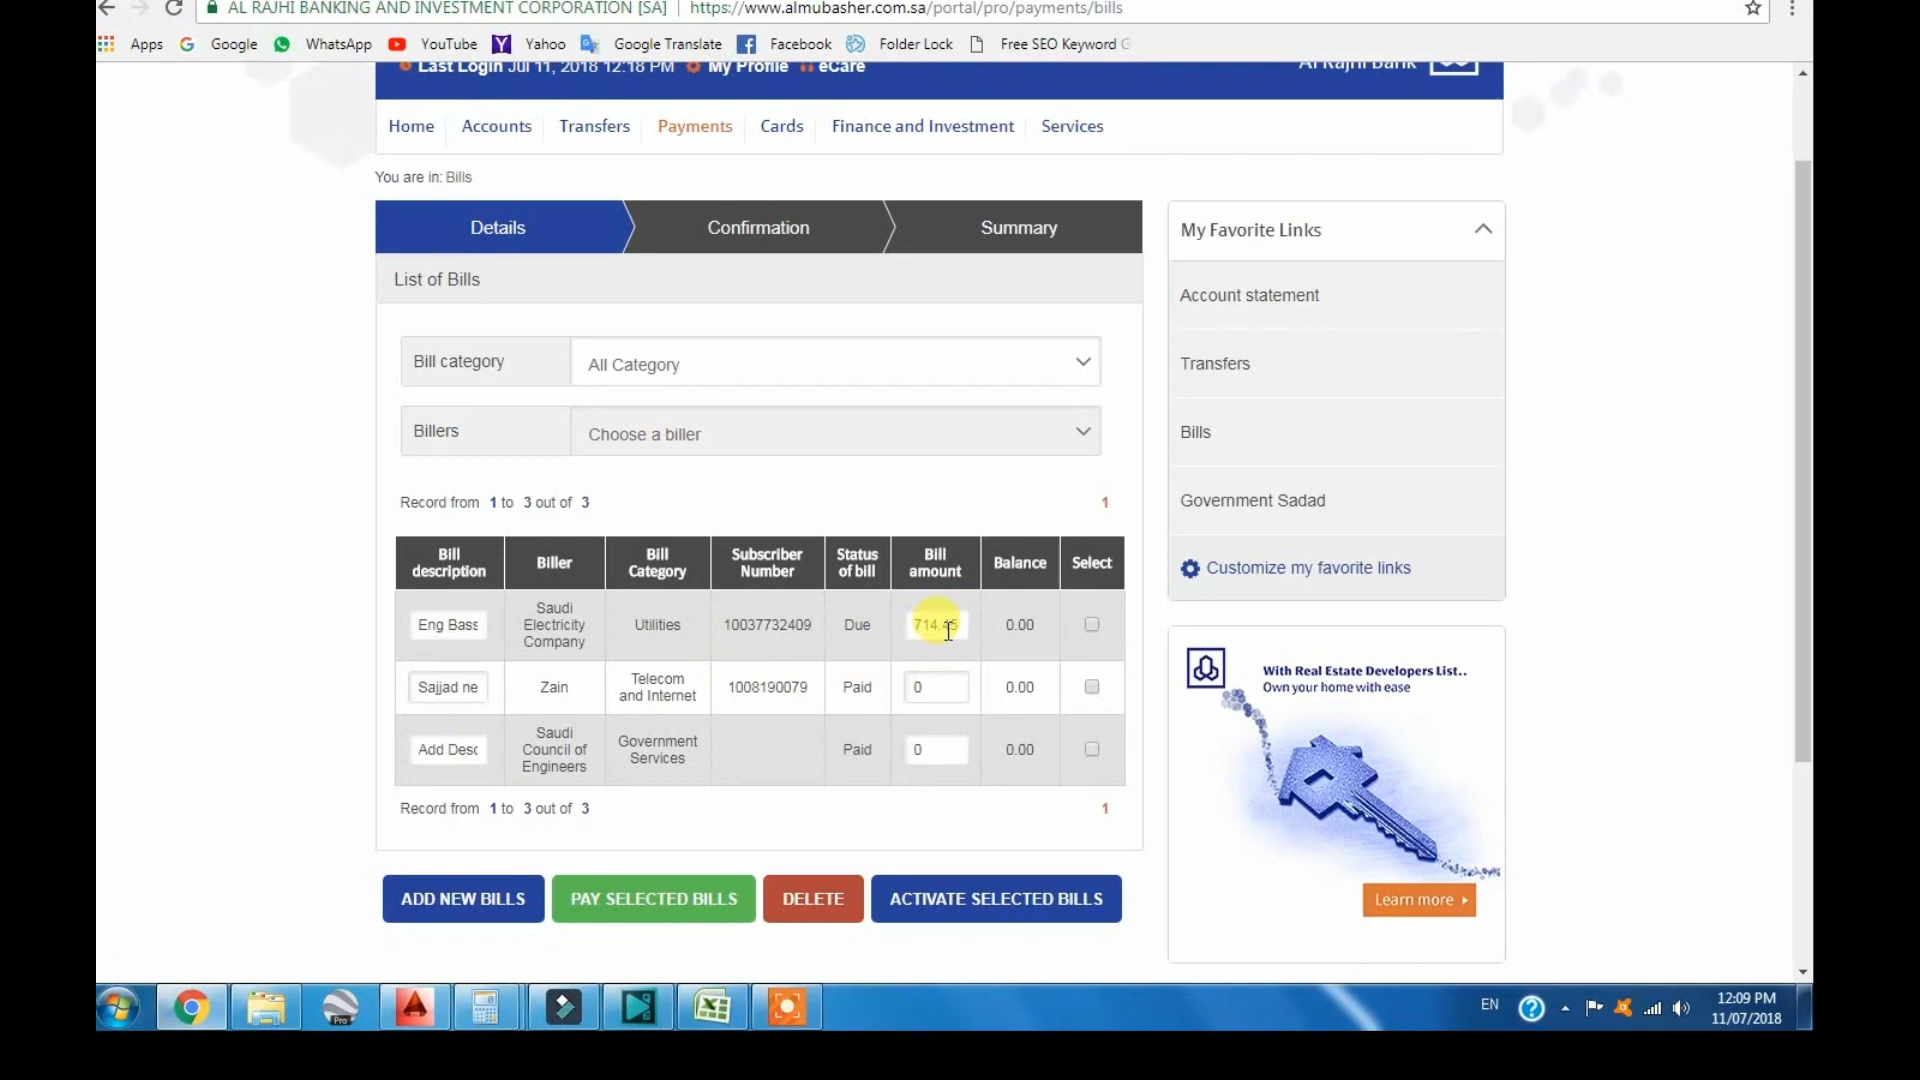 AL RAJHI BANKING AND INVESTMENT CORPORATION [SA] | https://www.almubasher.com.sa/portal/pro/payments/bills
Apps Google WhatsApp YouTube Yahoo Google Translate Facebook Folder Lock Free SEO Keyword G
Last Login Jul 11, 2018 12:18 PM My Profile eCare Al Rajhi Bank
Home Accounts Transfers Payments Cards Finance and Investment Services
You are in: Bills
Details Confirmation Summary
List of Bills
Bill category All Category
Billers Choose a biller
Record from 1 to 3 out of 3 1
Bill description Biller Bill Category Subscriber Number Status of bill Bill amount Balance Select
Eng Bass Saudi Electricity Company Utilities 10037732409 Due 714.45 0.00
Sajjad ne Zain Telecom and Internet 1008190079 Paid 0 0.00
Add Desc Saudi Council of Engineers Government Services Paid 0 0.00
Record from 1 to 3 out of 3 1
ADD NEW BILLS PAY SELECTED BILLS DELETE ACTIVATE SELECTED BILLS
My Favorite Links
Account statement
Transfers
Bills
Government Sadad
Customize my favorite links
With Real Estate Developers List..
Own your home with ease
Learn more
Pro
EN
12:09 PM
11/07/2018